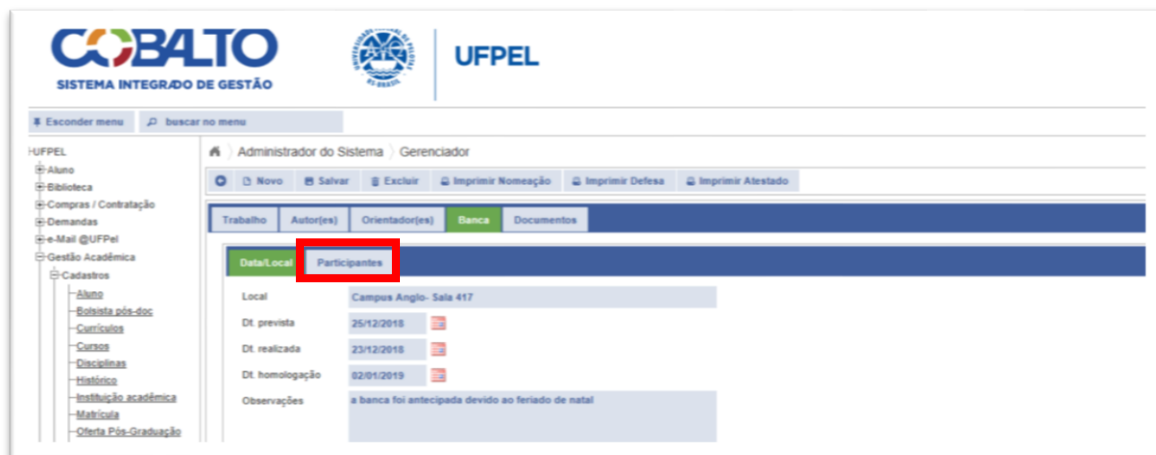 COBALTO
SISTEMA INTEGRADO DE GESTÃO
UFPEL
Esconder menu
buscar no menu
UFPEL
Aluno
Biblioteca
Compras / Contratação
Demandas
e-Mail @UFPel
Gestão Acadêmica
Cadastros
Aluno
Bolsista pós-doc
Currículos
Cursos
Disciplinas
Histórico
Instituição acadêmica
Matrícula
Oferta Pós-Graduação
Administrador do Sistema Gerenciador
Novo Salvar Excluir Imprimir Nomeação Imprimir Defesa Imprimir Atestado
Trabalho Autor(es) Orientador(es) Banca Documentos
Data/Local Participantes
Local Campus Anglo- Sala 417
Dt. prevista 25/12/2018
Dt. realizada 23/12/2018
Dt. homologação 02/01/2019
Observações a banca foi antecipada devido ao feriado de natal